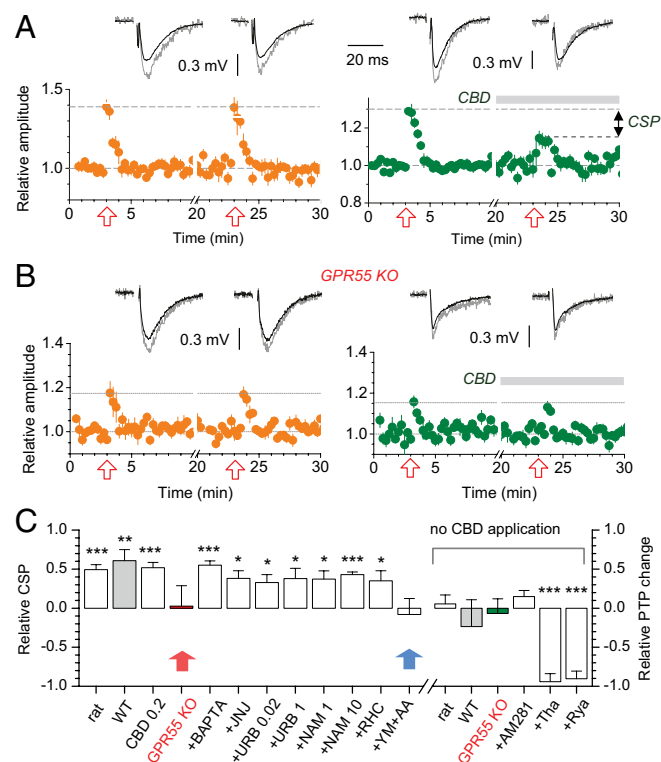 A
0.3 mV
20 ms
0.3 mV
Relative amplitude
1.5
1.0
0 5 20 25 30
Time (min)
CBD
CSP
1.2
1.0
0.8
0 5 20 25 30
Time (min)
B
GPR55 KO
0.3 mV
0.3 mV
Relative amplitude
1.4
1.2
1.0
0 5 20 25 30
Time (min)
CBD
1.4
1.2
1.0
0 5 20 25 30
Time (min)
C
Relative CSP
1.0
0.5
0.0
-0.5
-1.0
*** ** *** *** * * * * *** * *** ***
no CBD application
1.0
0.5
0.0
-0.5
-1.0
Relative PTP change
rat
WT
CBD 0.2
GPR55 KO
+BAPTA
+JNJ
+URB 0.02
+URB 1
+NAM 1
+NAM 10
+RHC
+YM+AA
rat
WT
GPR55 KO
+AM281
+Tha
+Rya